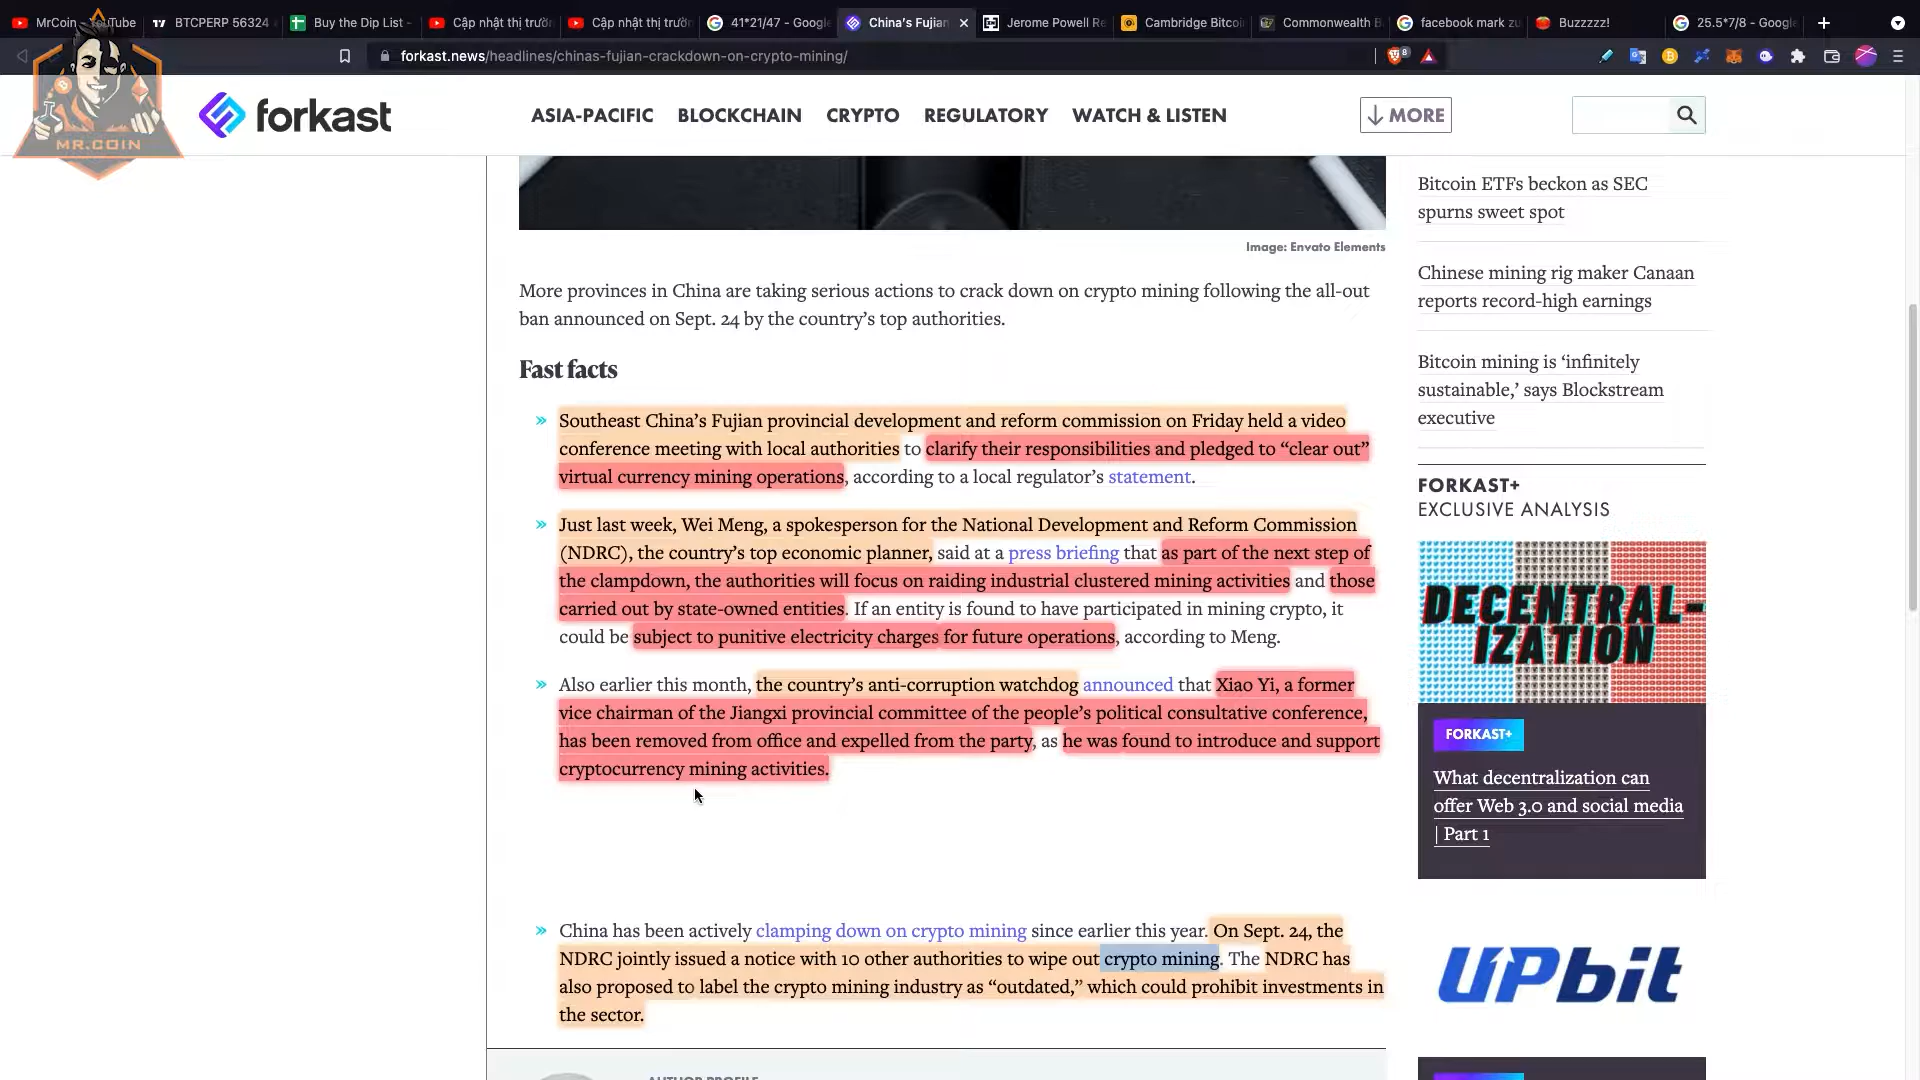 MrCoin - YouTube
BTCPERP 56324
Buy the Dip List -
Cập nhật thị trườn
Cập nhật thị trườn
41*21/47 - Google
China's Fujian
Jerome Powell Re
Cambridge Bitcoi
Commonwealth B
facebook mark zu
Buzzzzz!
25.5*7/8 - Google
forkast.news/headlines/chinas-fujian-crackdown-on-crypto-mining/
8
MR.COIN
forkast
ASIA-PACIFIC
BLOCKCHAIN
CRYPTO
REGULATORY
WATCH & LISTEN
MORE
Image: Envato Elements
More provinces in China are taking serious actions to crack down on crypto mining following the all-out
ban announced on Sept. 24 by the country's top authorities.
Fast facts
» Southeast China's Fujian provincial development and reform commission on Friday held a video
conference meeting with local authorities to clarify their responsibilities and pledged to “clear out”
virtual currency mining operations, according to a local regulator's statement.
» Just last week, Wei Meng, a spokesperson for the National Development and Reform Commission
(NDRC), the country's top economic planner, said at a press briefing that as part of the next step of
the clampdown, the authorities will focus on raiding industrial clustered mining activities and those
carried out by state-owned entities. If an entity is found to have participated in mining crypto, it
could be subject to punitive electricity charges for future operations, according to Meng.
» Also earlier this month, the country's anti-corruption watchdog announced that Xiao Yi, a former
vice chairman of the Jiangxi provincial committee of the people's political consultative conference,
has been removed from office and expelled from the party, as he was found to introduce and support
cryptocurrency mining activities.
» China has been actively clamping down on crypto mining since earlier this year. On Sept. 24, the
NDRC jointly issued a notice with 10 other authorities to wipe out crypto mining. The NDRC has
also proposed to label the crypto mining industry as “outdated,” which could prohibit investments in
the sector.
Bitcoin ETFs beckon as SEC
spurns sweet spot
Chinese mining rig maker Canaan
reports record-high earnings
Bitcoin mining is ‘infinitely
sustainable,’ says Blockstream
executive
FORKAST+
EXCLUSIVE ANALYSIS
DECENTRAL-
IZATION
FORKAST+
What decentralization can
offer Web 3.0 and social media
| Part 1
UPbit
AUTHOR PROFILE